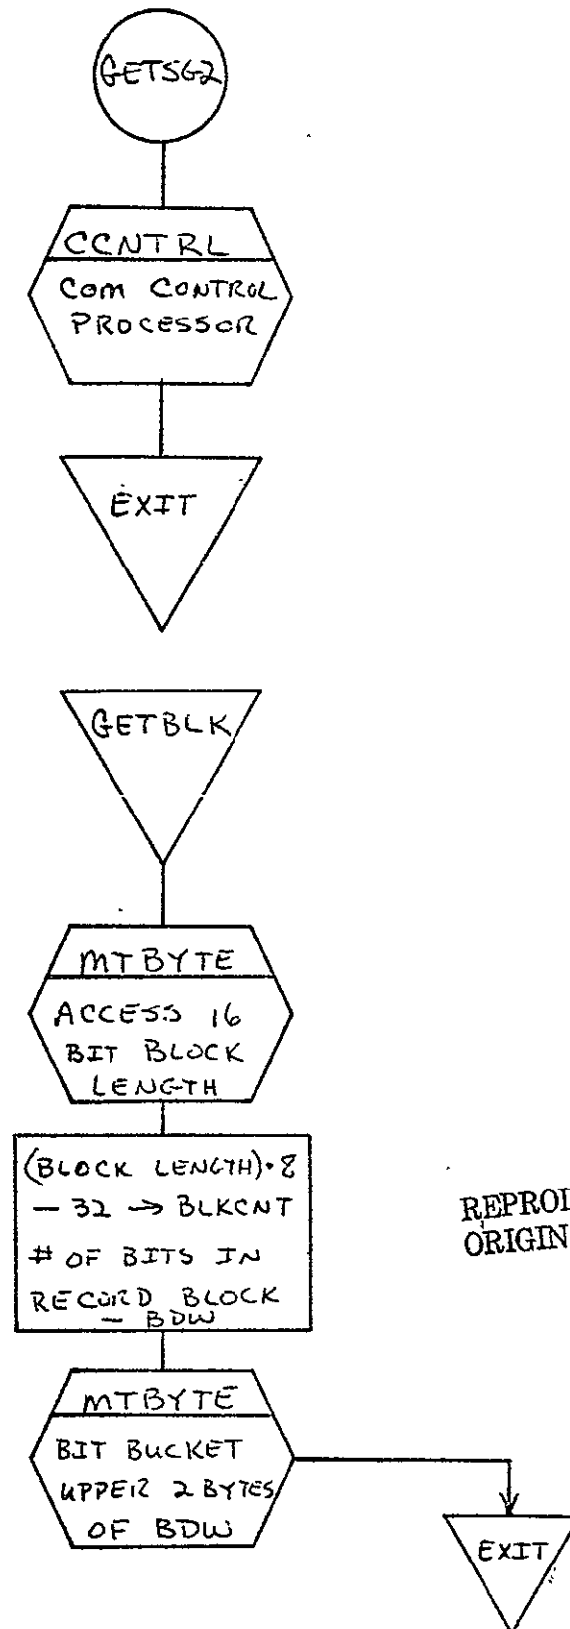 GETSG2
CCNTRL
COM CONTROL
PROCESSOR
EXIT
GETBLK
MTBYTE
ACCESS 16
BIT BLOCK
LENGTH
(BLOCK LENGTH)·8
— 32 → BLKCNT
# OF BITS IN
RECORD BLOCK
— BDW
REPROD
ORIGIN
MTBYTE
BIT BUCKET
UPPER 2 BYTES
OF BDW
EXIT